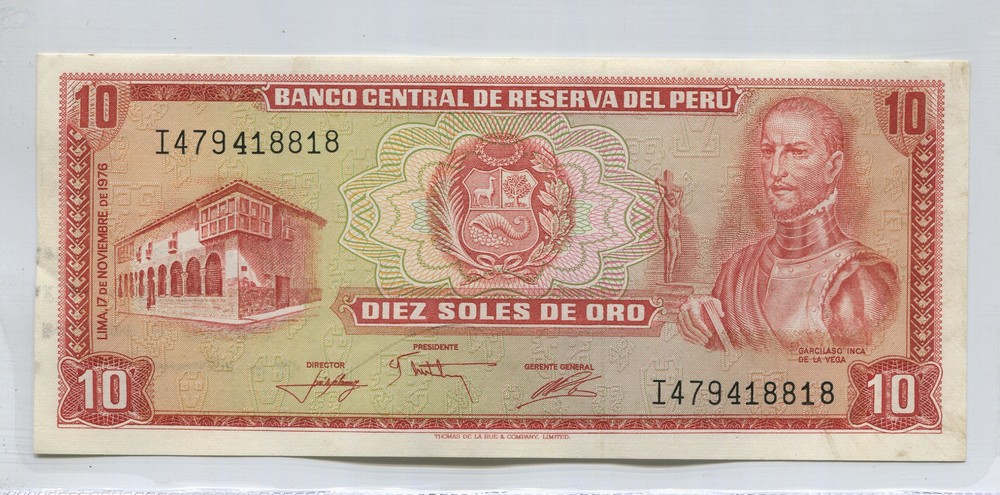 BANCO CENTRAL DE RESERVA DEL PERÚ
10
10
I479418818
LIMA, 17 DE NOVIEMBRE DE 1976
DIEZ SOLES DE ORO
GARCILASO INCA
DE LA VEGA
PRESIDENTE
DIRECTOR
GERENTE GENERAL
I479418818
10
10
THOMAS DE LA RUE & COMPANY, LIMITED.